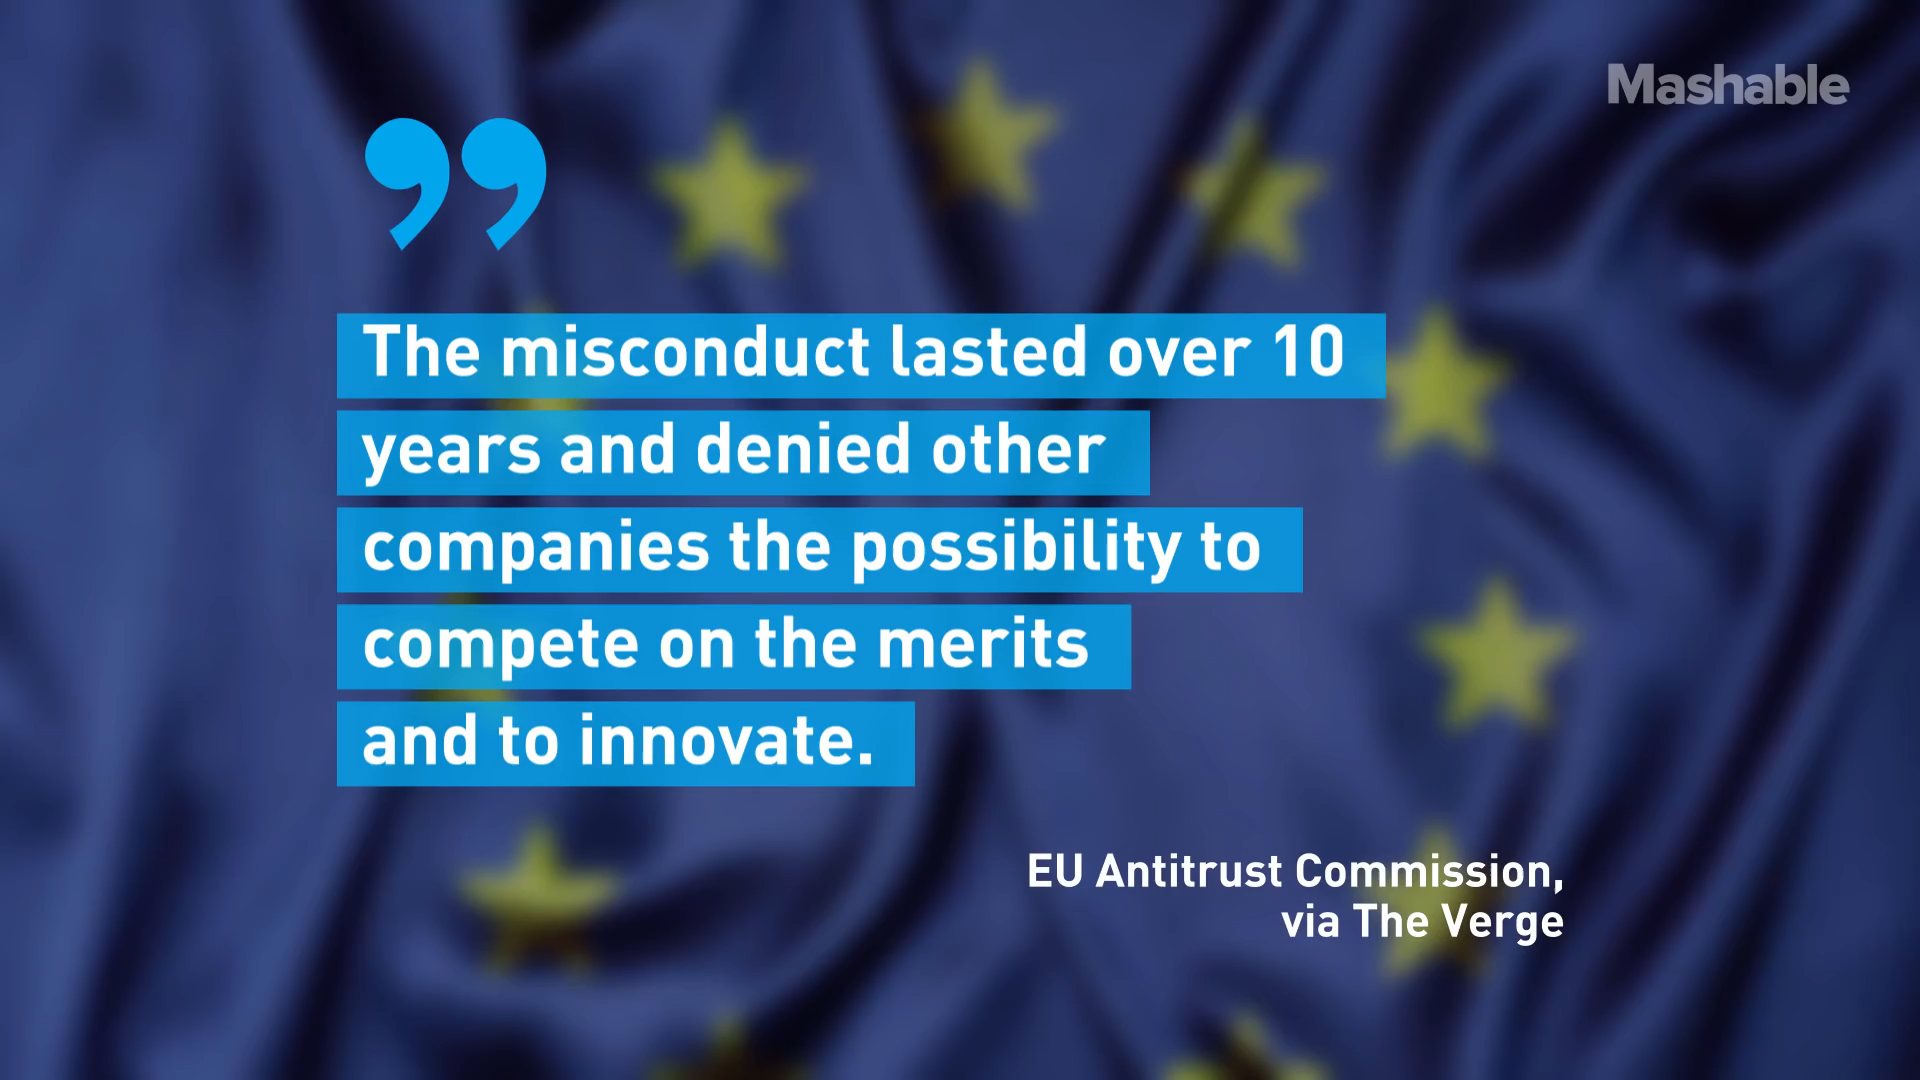 Mashable
”
The misconduct lasted over 10
years and denied other
companies the possibility to
compete on the merits
and to innovate.
EU Antitrust Commission,
via The Verge